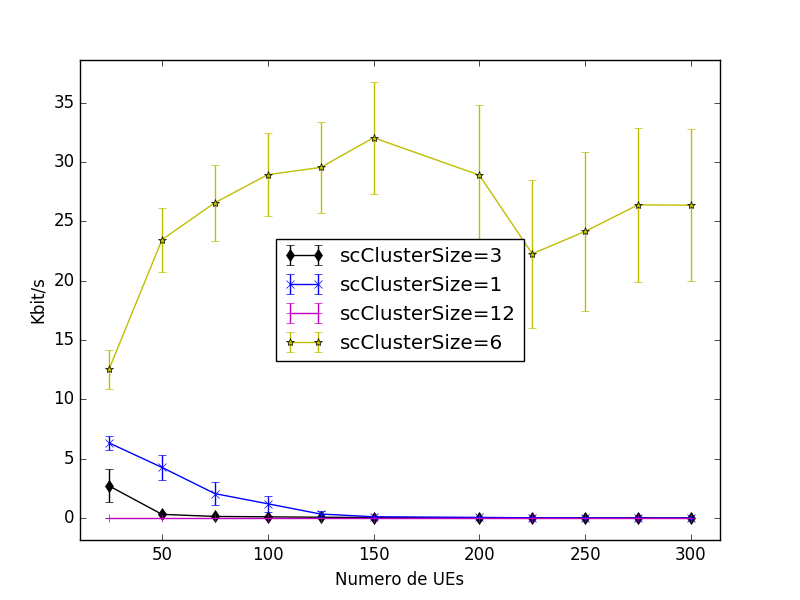 35
30
25
20
15
10
5
0
Kbit/s
scClusterSize=3
scClusterSize=1
scClusterSize=12
scClusterSize=6
50 100 150 200 250 300
Numero de UEs